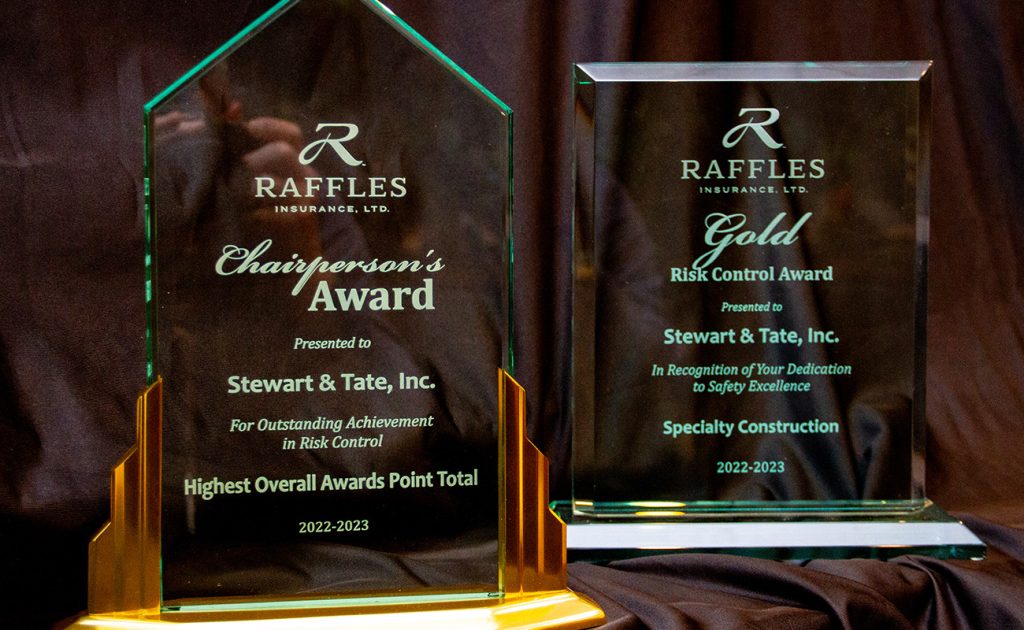 R
RAFFLES
INSURANCE, LTD.
Chairperson's
Award
Presented to
Stewart & Tate, Inc.
For Outstanding Achievement
in Risk Control
Highest Overall Awards Point Total
2022-2023
R
RAFFLES
INSURANCE, LTD.
Gold
Risk Control Award
Presented to
Stewart & Tate, Inc.
In Recognition of Your Dedication
to Safety Excellence
Specialty Construction
2022-2023